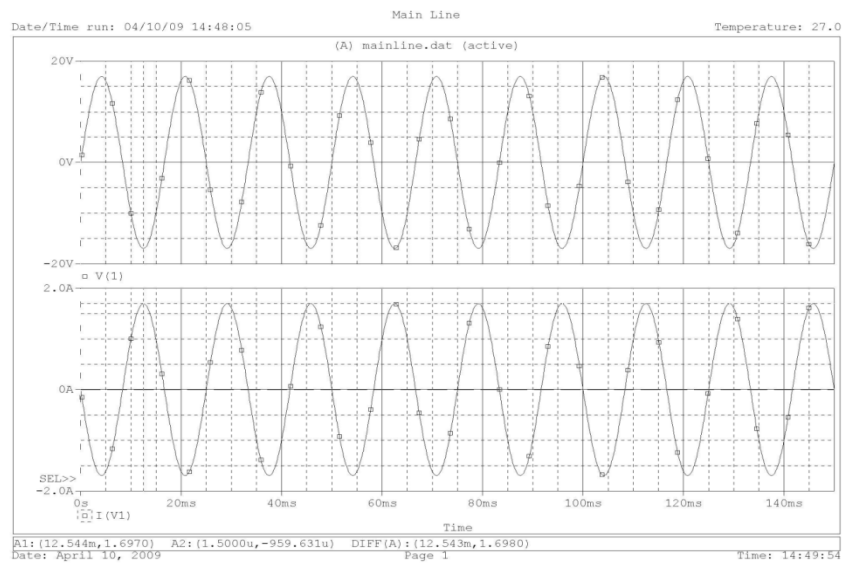 Main Line
Date/Time run: 04/10/09 14:48:05 Temperature: 27.0
(A) mainline.dat (active)
20V
0V
-20V
V(1)
2.0A
0A
SEL>>
-2.0A
0s 20ms 40ms 60ms 80ms 100ms 120ms 140ms
I(V1)
Time
A1:(12.544m,1.6970) A2:(1.5000u,-959.631u) DIFF(A):(12.543m,1.6980)
Date: April 10, 2009 Page 1 Time: 14:49:54